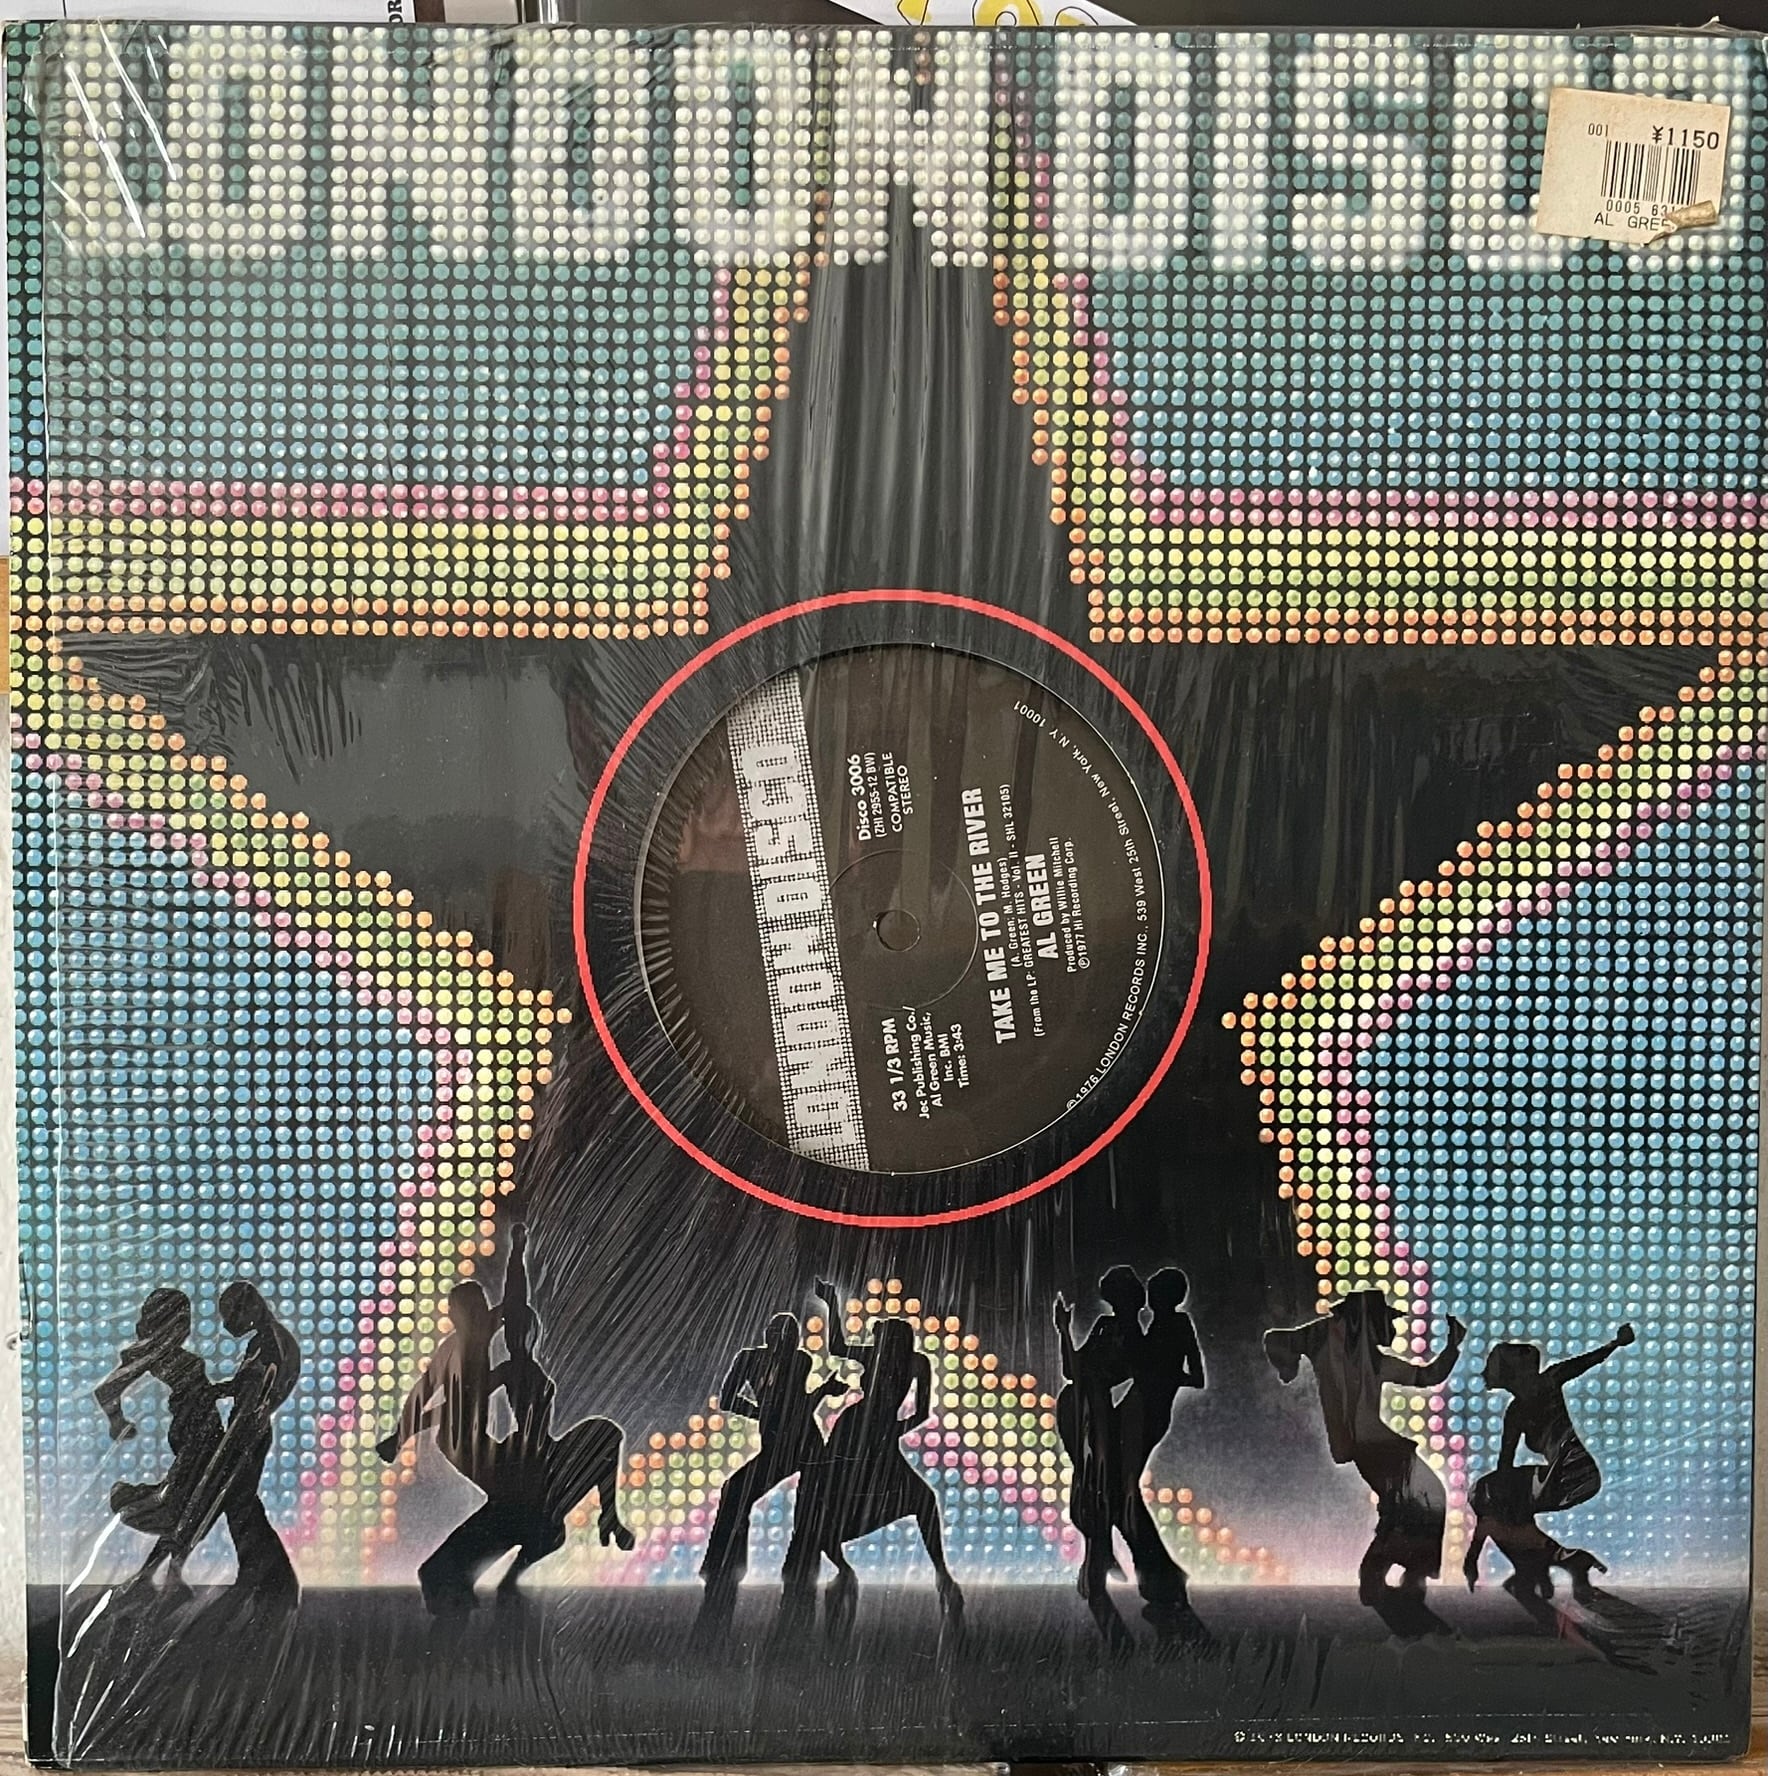 LONDON DISCO
001 ¥1150
AL GREE
LONDON DISCO
Disco 3006
(ZHI 2955-12 BW)
COMPATIBLE
STEREO
33 1/3 RPM
Jec Publishing Co./
Al Green Music,
Inc. BMI
Time: 3:43
TAKE ME TO THE RIVER
(A. Green; M. Hodges)
(From the LP: GREATEST HITS - Vol. II - SHL 32105)
AL GREEN
Produced by Willie Mitchell
℗1977 Hi Recording Corp.
©1976 LONDON RECORDS INC., 539 West 25th Street, New York, N.Y. 10001
LONDON RECORDS